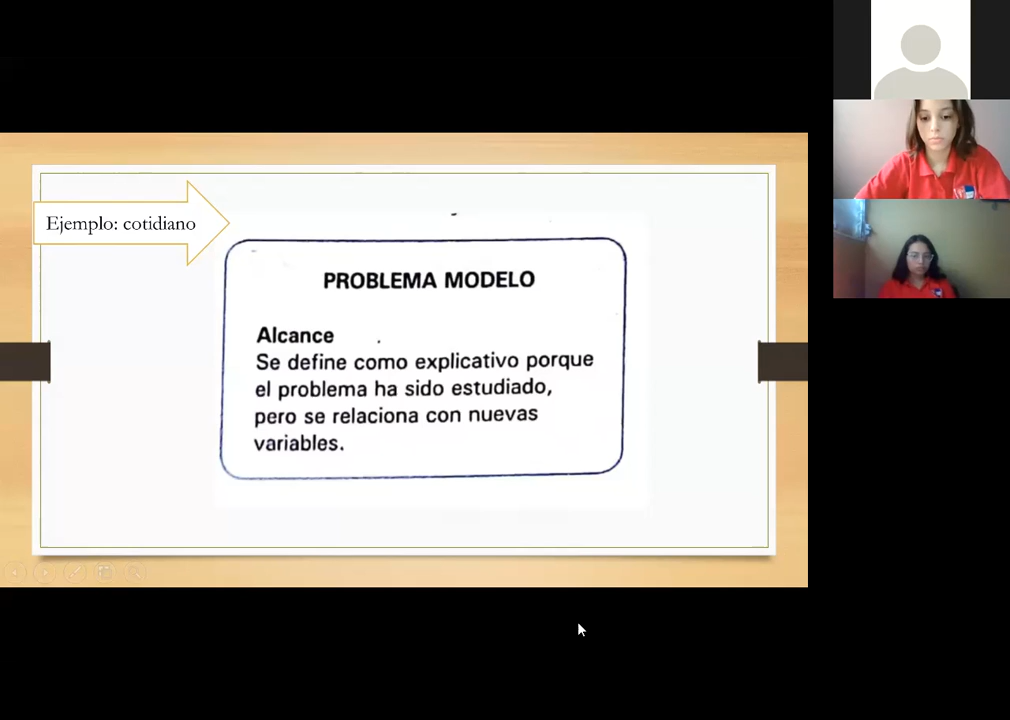 Ejemplo: cotidiano
PROBLEMA MODELO
Alcance
Se define como explicativo porque
el problema ha sido estudiado,
pero se relaciona con nuevas
variables.